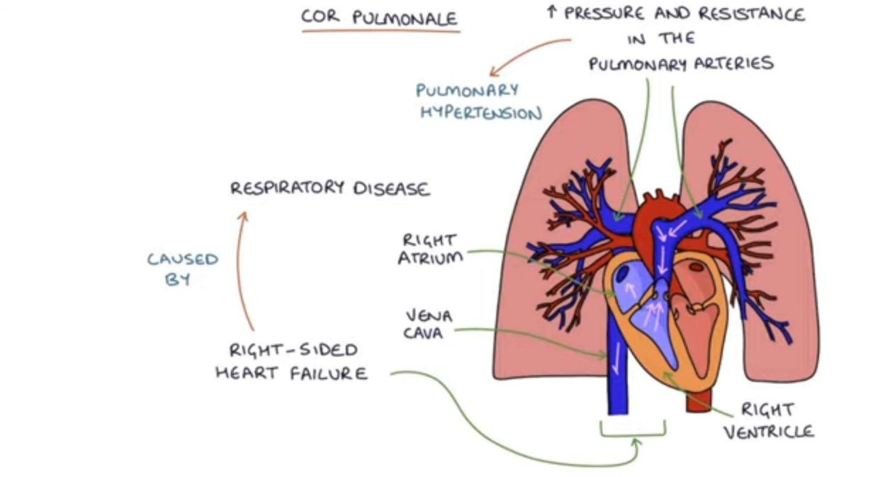 COR PULMONALE
↑ PRESSURE AND RESISTANCE
IN THE
PULMONARY ARTERIES
PULMONARY
HYPERTENSION
RESPIRATORY DISEASE
CAUSED
BY
RIGHT-SIDED
HEART FAILURE
RIGHT
ATRIUM
VENA
CAVA
RIGHT
VENTRICLE